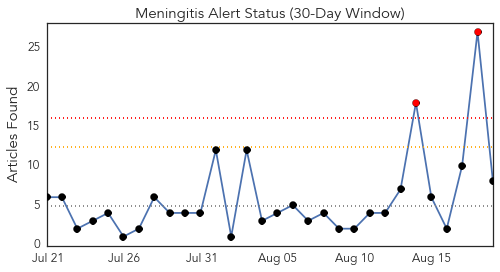 Meningitis Alert Status (30-Day Window)
Articles Found
25
20
15
10
5
0
Jul 21
Jul 26
Jul 31
Aug 05
Aug 10
Aug 15